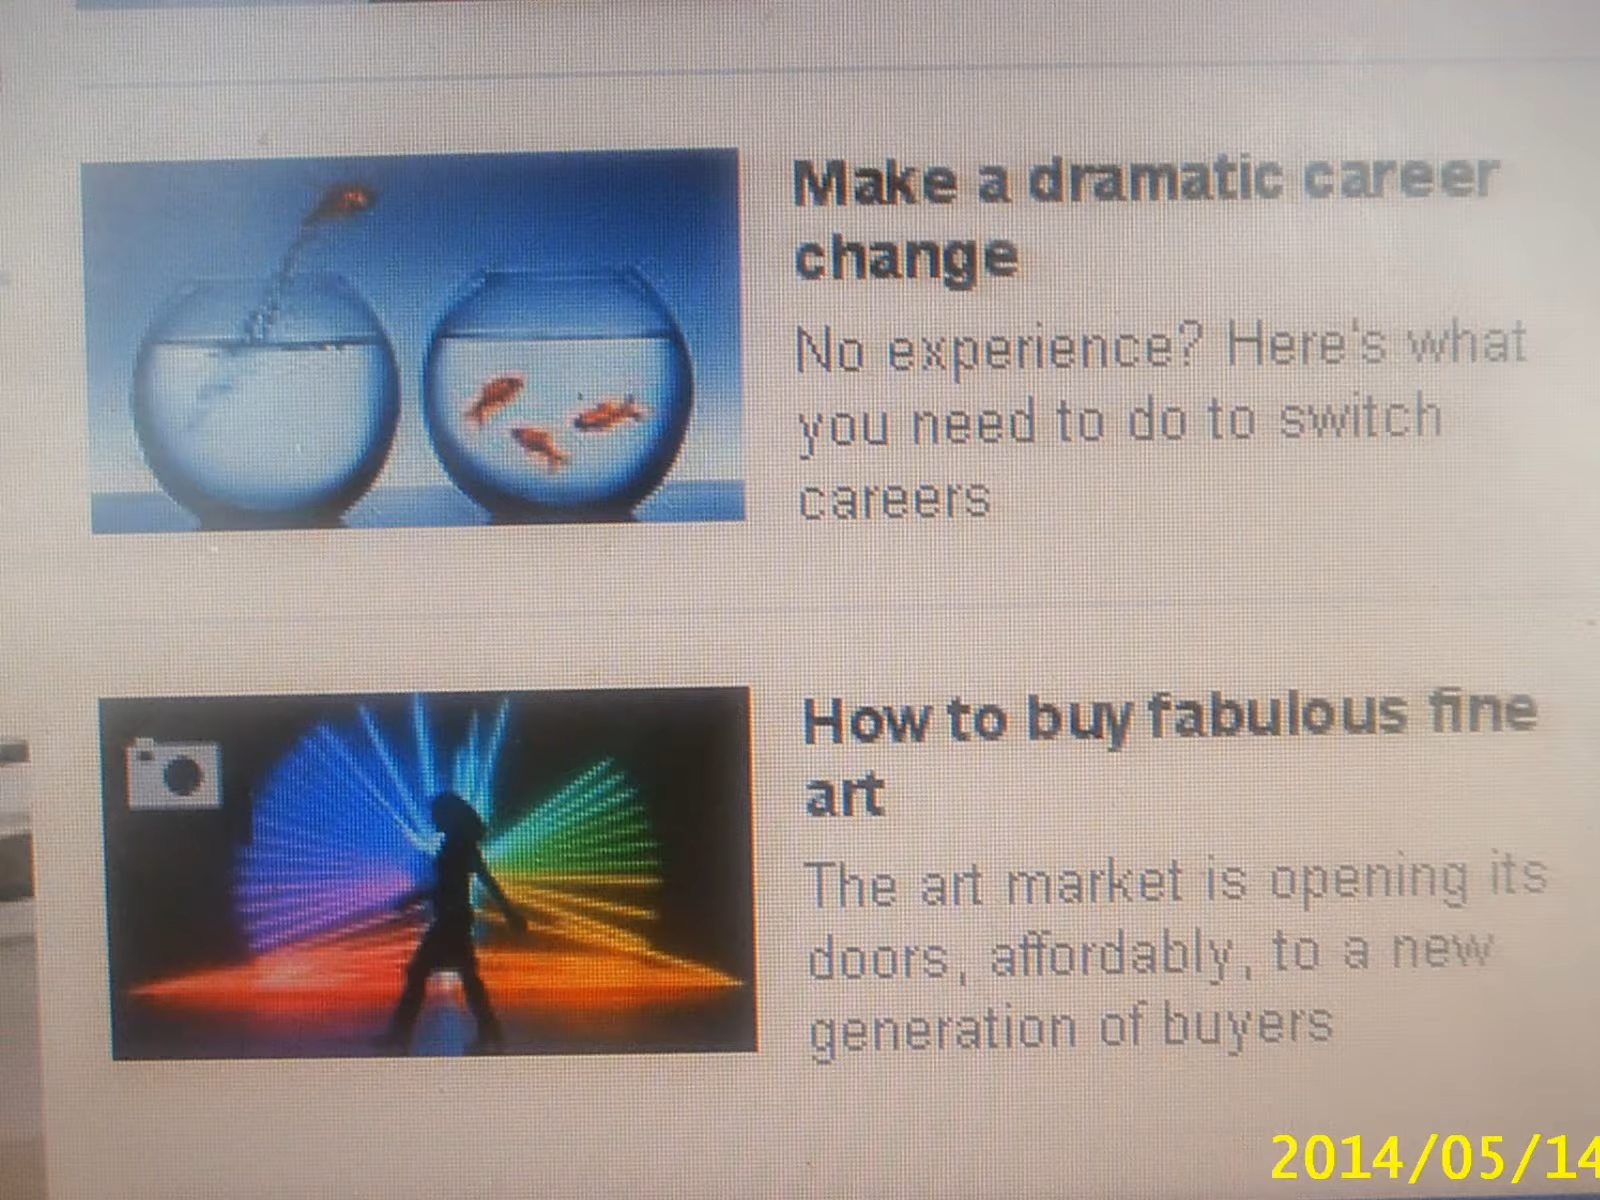 Make a dramatic career
change
No experience? Here's what
you need to do to switch
careers
How to buy fabulous fine
art
The art market is opening its
doors, affordably, to a new
generation of buyers
2014/05/14